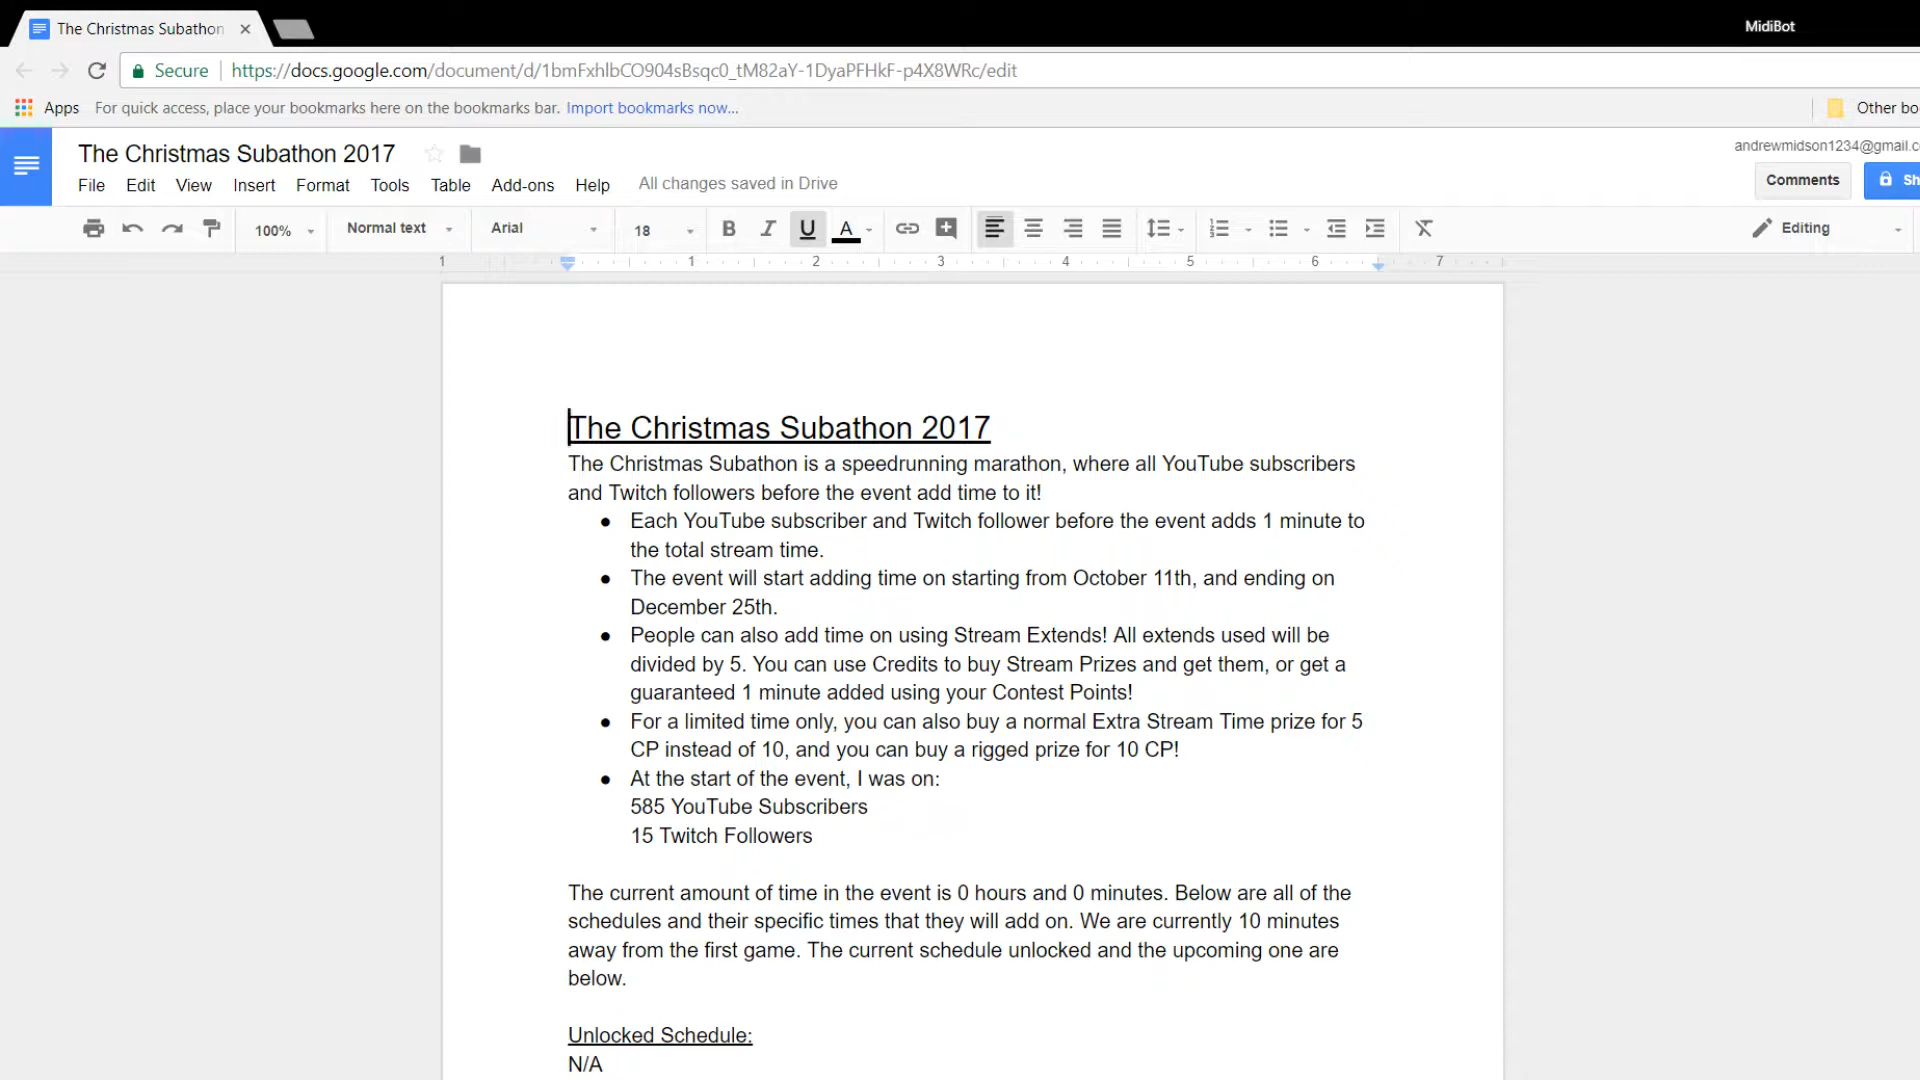 The Christmas Subathon
MidiBot
Secure
https://docs.google.com/document/d/1bmFxhlbCO904sBsqc0_tM82aY-1DyaPFHkF-p4X8WRc/edit
Apps For quick access, place your bookmarks here on the bookmarks bar. Import bookmarks now...
Other bo
The Christmas Subathon 2017
andrewmidson1234@gmail.c
File Edit View Insert Format Tools Table Add-ons Help All changes saved in Drive
Comments
Sh
100% Normal text Arial 18 B I U A Editing
1 1 2 3 4 5 6 7
The Christmas Subathon 2017
The Christmas Subathon is a speedrunning marathon, where all YouTube subscribers
and Twitch followers before the event add time to it!
● Each YouTube subscriber and Twitch follower before the event adds 1 minute to
the total stream time.
● The event will start adding time on starting from October 11th, and ending on
December 25th.
● People can also add time on using Stream Extends! All extends used will be
divided by 5. You can use Credits to buy Stream Prizes and get them, or get a
guaranteed 1 minute added using your Contest Points!
● For a limited time only, you can also buy a normal Extra Stream Time prize for 5
CP instead of 10, and you can buy a rigged prize for 10 CP!
● At the start of the event, I was on:
585 YouTube Subscribers
15 Twitch Followers
The current amount of time in the event is 0 hours and 0 minutes. Below are all of the
schedules and their specific times that they will add on. We are currently 10 minutes
away from the first game. The current schedule unlocked and the upcoming one are
below.
Unlocked Schedule:
N/A